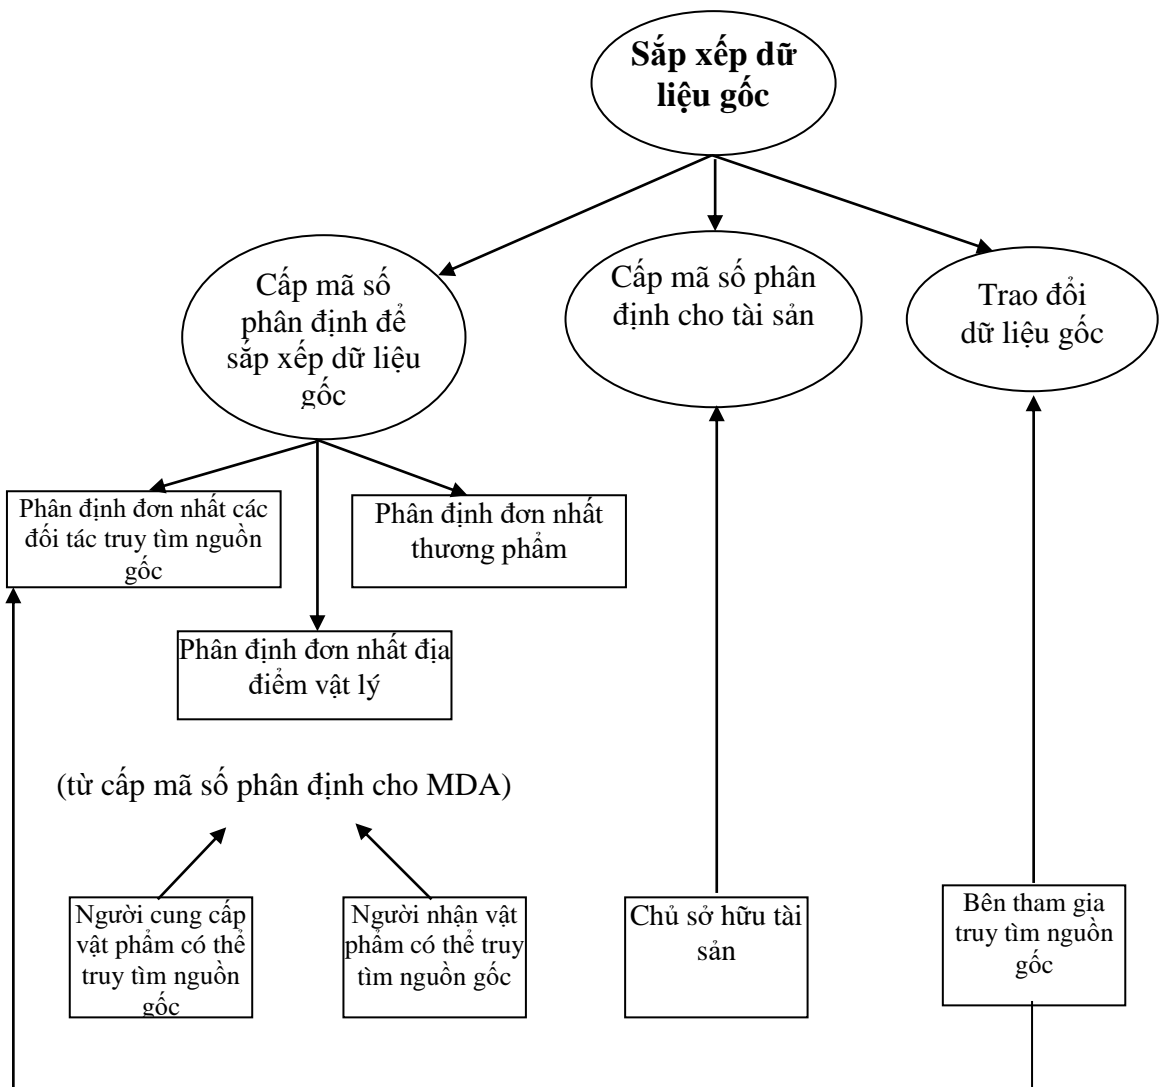 Sắp xếp dữ
liệu gốc
Cấp mã số
phân định để
sắp xếp dữ liệu
gốc
Cấp mã số phân
định cho tài sản
Trao đổi
dữ liệu gốc
Phân định đơn nhất các
đối tác truy tìm nguồn
gốc
Phân định đơn nhất
thương phẩm
Phân định đơn nhất địa
điểm vật lý
(từ cấp mã số phân định cho MDA)
Người cung cấp
vật phẩm có thể
truy tìm nguồn
gốc
Người nhận vật
phẩm có thể truy
tìm nguồn gốc
Chủ sở hữu tài
sản
Bên tham gia
truy tìm nguồn
gốc